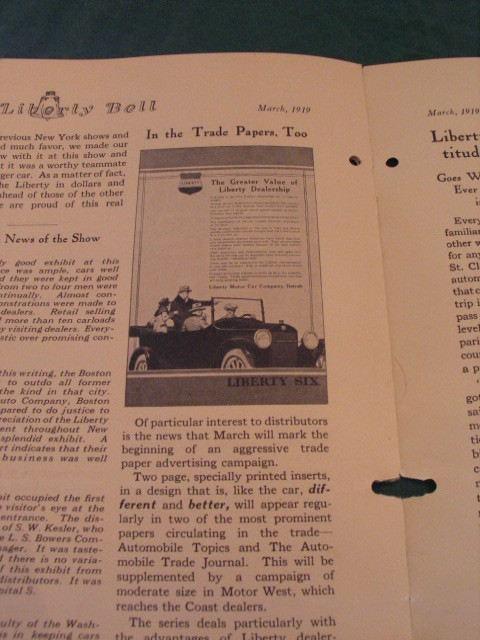 Liberty Bell
March, 1919
revious New York shows and
d much favor, we made our
w with it at this show and
t it was a worthy teammate
ger car. As a matter of fact,
he Liberty in dollars and
head of those of the other
e are proud of this real
News of the Show
ly good exhibit at this
ce was ample, cars well
d they were kept in good
rom two to four men were
tinually. Almost con-
onstrations were made to
dealers. Retail selling
more than ten carloads
y visiting dealers. Every-
stic over promising con-
this writing, the Boston
to outdo all former
the kind in that city.
uto Company, Boston
pared to do justice to
reciation of the Liberty
ent throughout New
splendid exhibit. A
rt indicates that their
business was well
bit occupied the first
e visitor's eye at the
entrance. The dis-
of S. W. Kesler, who
e L. S. Bowers Com-
ager. It was taste-
d there is no varia-
f this exhibit from
distributors. It was
pital S.
ulty of the Wash-
is in keeping cars
In the Trade Papers, Too
LIBERTY
The Greater Value of
Liberty Dealership
Liberty Motor Car Company, Detroit
LIBERTY SIX
Of particular interest to distributors
is the news that March will mark the
beginning of an aggressive trade
paper advertising campaign.
Two page, specially printed inserts,
in a design that is, like the car, dif-
ferent and better, will appear regu-
larly in two of the most prominent
papers circulating in the trade—
Automobile Topics and The Auto-
mobile Trade Journal. This will be
supplemented by a campaign of
moderate size in Motor West, which
reaches the Coast dealers.
The series deals particularly with
the advantages of Liberty dealer-
March, 1919
Libert
titud
Goes W
Ever
i
Every
familia
other w
for any
St. Cl
autom
that c
trip i
pass
level
pari
cou
a p
got
sai
m
tic
b
c
n
s